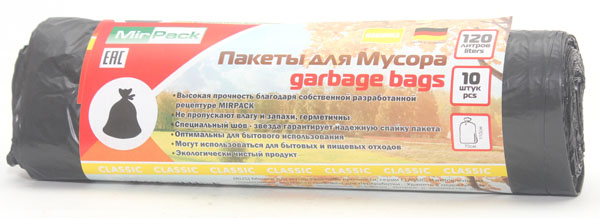 MirPack
EAC
Пакеты для Мусора
garbage bags
120
литров
liters
10
штук
pcs
•Высокая прочность благодаря собственной разработанной
рецептуре MIRPACK
•Не пропускают влагу и запахи, герметичны
•Специальный шов - звезда гарантирует надежную спайку пакета
•Оптимальны для бытового использования
•Могут использоваться для бытовых и пищевых отходов
•Экологически чистый продукт
CLASSIC CLASSIC CLASSIC CLASSIC CLASSIC CLASSIC CLASSIC